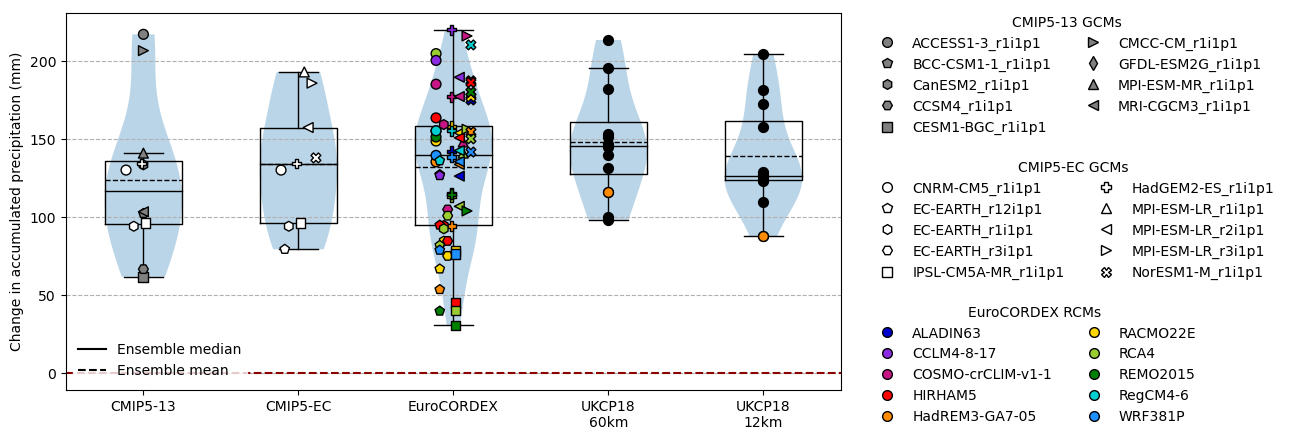 Change in accumulated precipitation (mm)
200
150
100
50
0
Ensemble median
Ensemble mean
CMIP5-13
CMIP5-EC
EuroCORDEX
UKCP18
60km
UKCP18
12km
CMIP5-13 GCMs
ACCESS1-3_r1i1p1
BCC-CSM1-1_r1i1p1
CanESM2_r1i1p1
CCSM4_r1i1p1
CESM1-BGC_r1i1p1
CMCC-CM_r1i1p1
GFDL-ESM2G_r1i1p1
MPI-ESM-MR_r1i1p1
MRI-CGCM3_r1i1p1
CMIP5-EC GCMs
CNRM-CM5_r1i1p1
EC-EARTH_r12i1p1
EC-EARTH_r1i1p1
EC-EARTH_r3i1p1
IPSL-CM5A-MR_r1i1p1
HadGEM2-ES_r1i1p1
MPI-ESM-LR_r1i1p1
MPI-ESM-LR_r2i1p1
MPI-ESM-LR_r3i1p1
NorESM1-M_r1i1p1
EuroCORDEX RCMs
ALADIN63
CCLM4-8-17
COSMO-crCLIM-v1-1
HIRHAM5
HadREM3-GA7-05
RACMO22E
RCA4
REMO2015
RegCM4-6
WRF381P